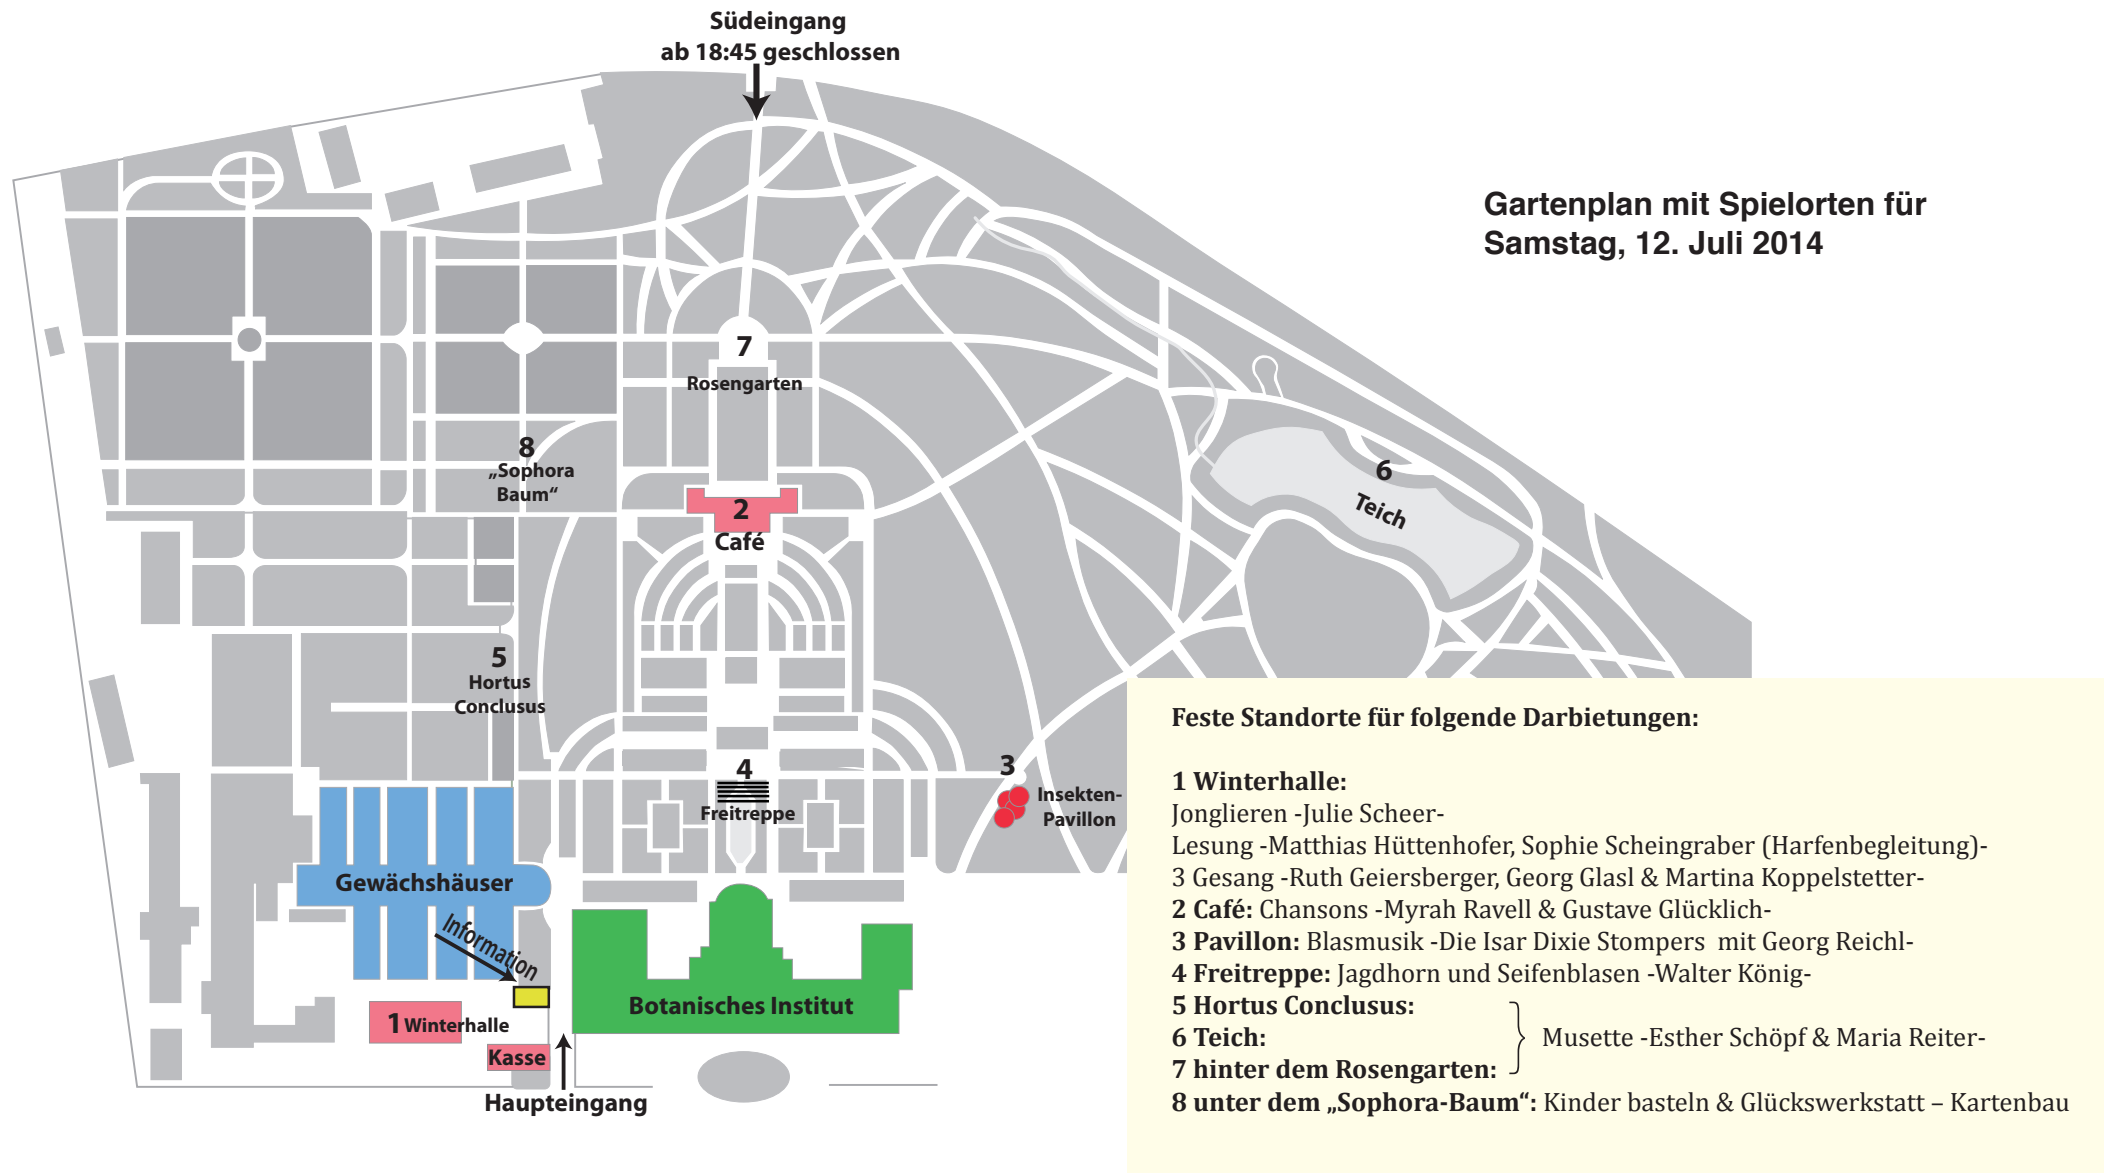 Südeingang
ab 18:45 geschlossen
Gartenplan mit Spielorten für
Samstag, 12. Juli 2014
7
Rosengarten
8
„Sophora
Baum“
6
Teich
2
Café
5
Hortus
Conclusus
4
Freitreppe
3
Insekten-
Pavillon
Gewächshäuser
Information
Botanisches Institut
1 Winterhalle
Kasse
Haupteingang
Feste Standorte für folgende Darbietungen:
1 Winterhalle:
Jonglieren -Julie Scheer-
Lesung -Matthias Hüttenhofer, Sophie Scheingraber (Harfenbegleitung)-
3 Gesang -Ruth Geiersberger, Georg Glasl & Martina Koppelstetter-
2 Café: Chansons -Myrah Ravell & Gustave Glücklich-
3 Pavillon: Blasmusik -Die Isar Dixie Stompers mit Georg Reichl-
4 Freitreppe: Jagdhorn und Seifenblasen -Walter König-
5 Hortus Conclusus:
6 Teich: Musette -Esther Schöpf & Maria Reiter-
7 hinter dem Rosengarten:
8 unter dem „Sophora-Baum“: Kinder basteln & Glückswerkstatt – Kartenbau